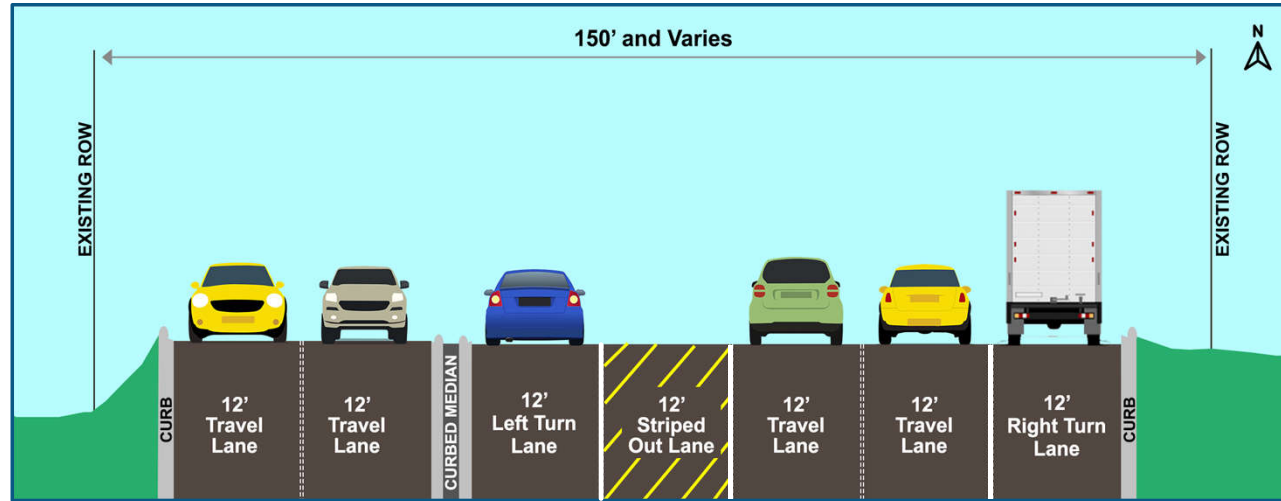 150’ and Varies
N
EXISTING ROW
EXISTING ROW
CURB
12’
Travel
Lane
12’
Travel
Lane
CURBED MEDIAN
12’
Left Turn
Lane
12’
Striped
Out Lane
12’
Travel
Lane
12’
Travel
Lane
12’
Right Turn
Lane
CURB